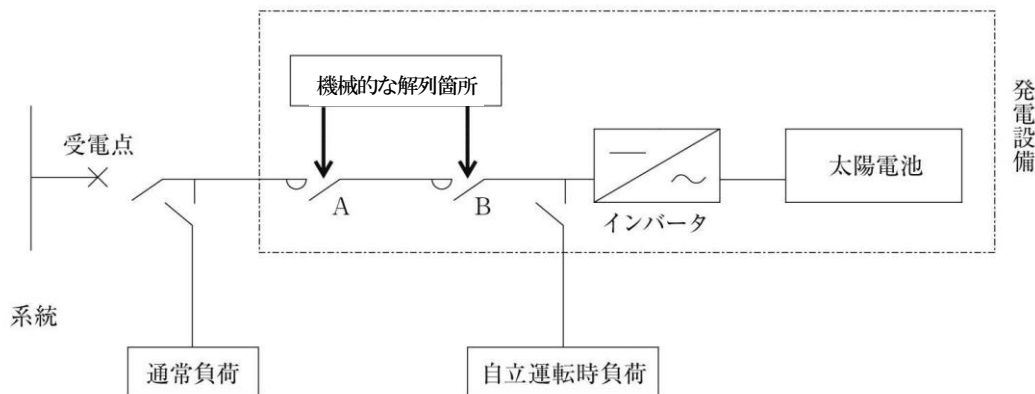 機械的な解列箇所
受電点
A
B
インバータ
太陽電池
発電設備
系統
通常負荷
自立運転時負荷